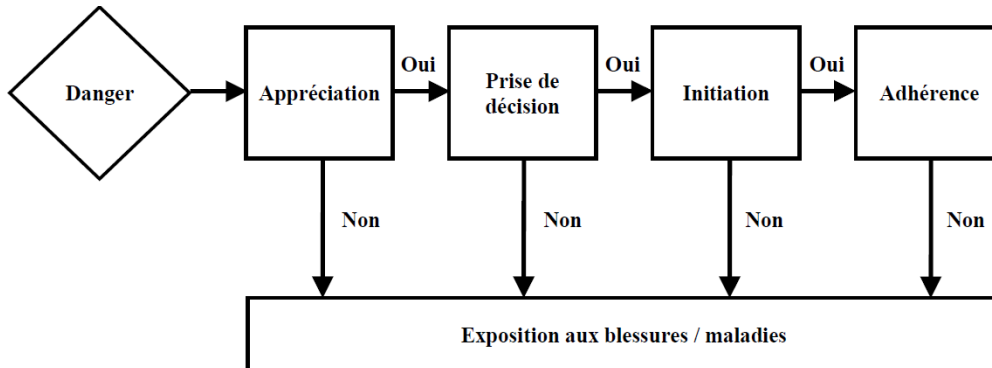 Danger
Appréciation
Oui
Prise de
décision
Oui
Initiation
Oui
Adhérence
Non
Non
Non
Non
Exposition aux blessures / maladies